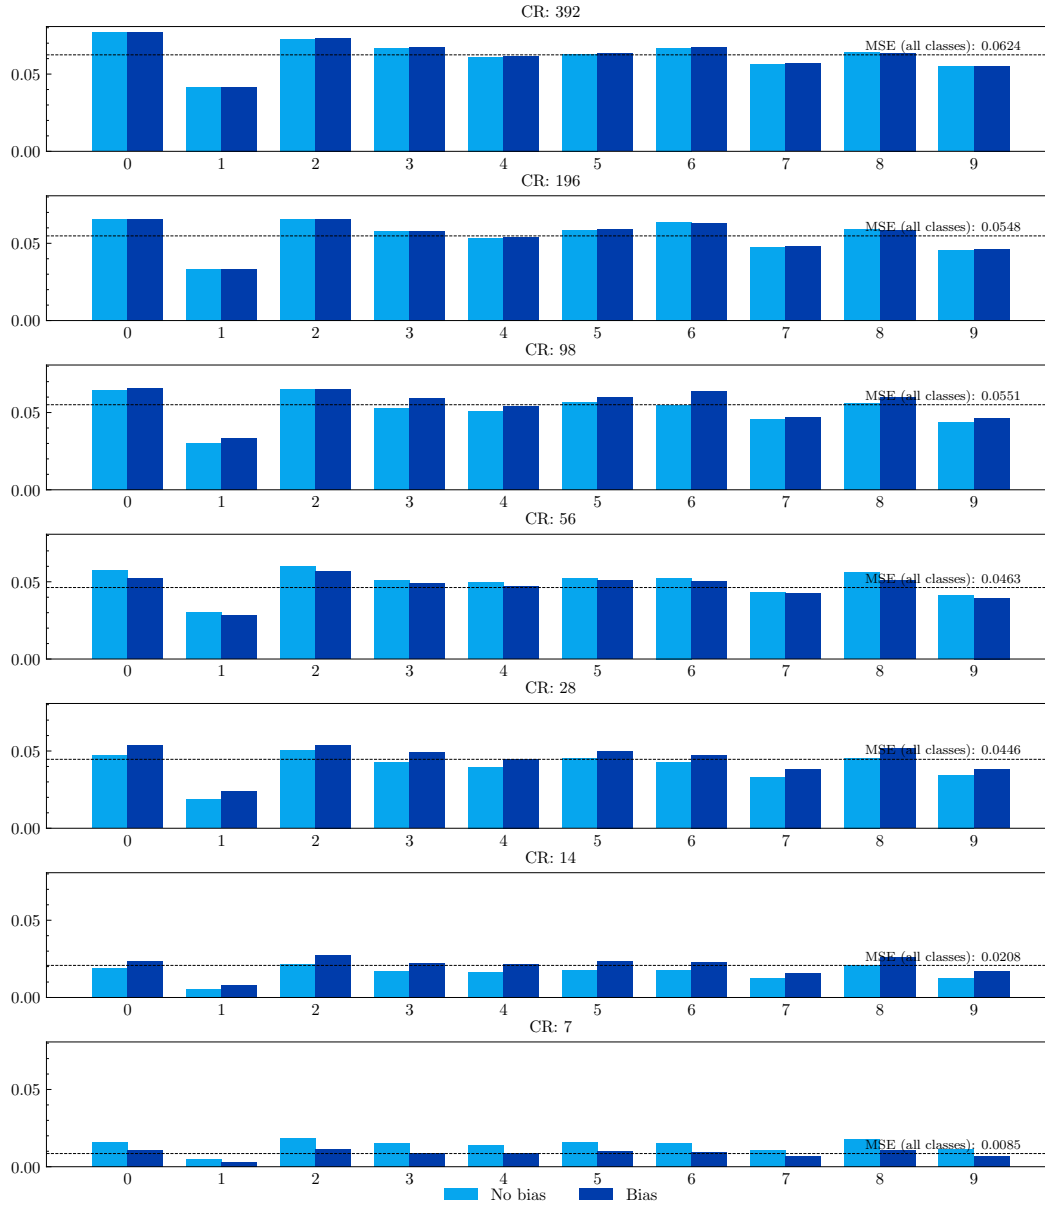 CR: 392
MSE (all classes): 0.0624
0.05
0.00
0 1 2 3 4 5 6 7 8 9
CR: 196
MSE (all classes): 0.0548
0.05
0.00
0 1 2 3 4 5 6 7 8 9
CR: 98
MSE (all classes): 0.0551
0.05
0.00
0 1 2 3 4 5 6 7 8 9
CR: 56
MSE (all classes): 0.0463
0.05
0.00
0 1 2 3 4 5 6 7 8 9
CR: 28
MSE (all classes): 0.0446
0.05
0.00
0 1 2 3 4 5 6 7 8 9
CR: 14
0.05
MSE (all classes): 0.0208
0.00
0 1 2 3 4 5 6 7 8 9
CR: 7
0.05
MSE (all classes): 0.0085
0.00
0 1 2 3 4 5 6 7 8 9
No bias Bias